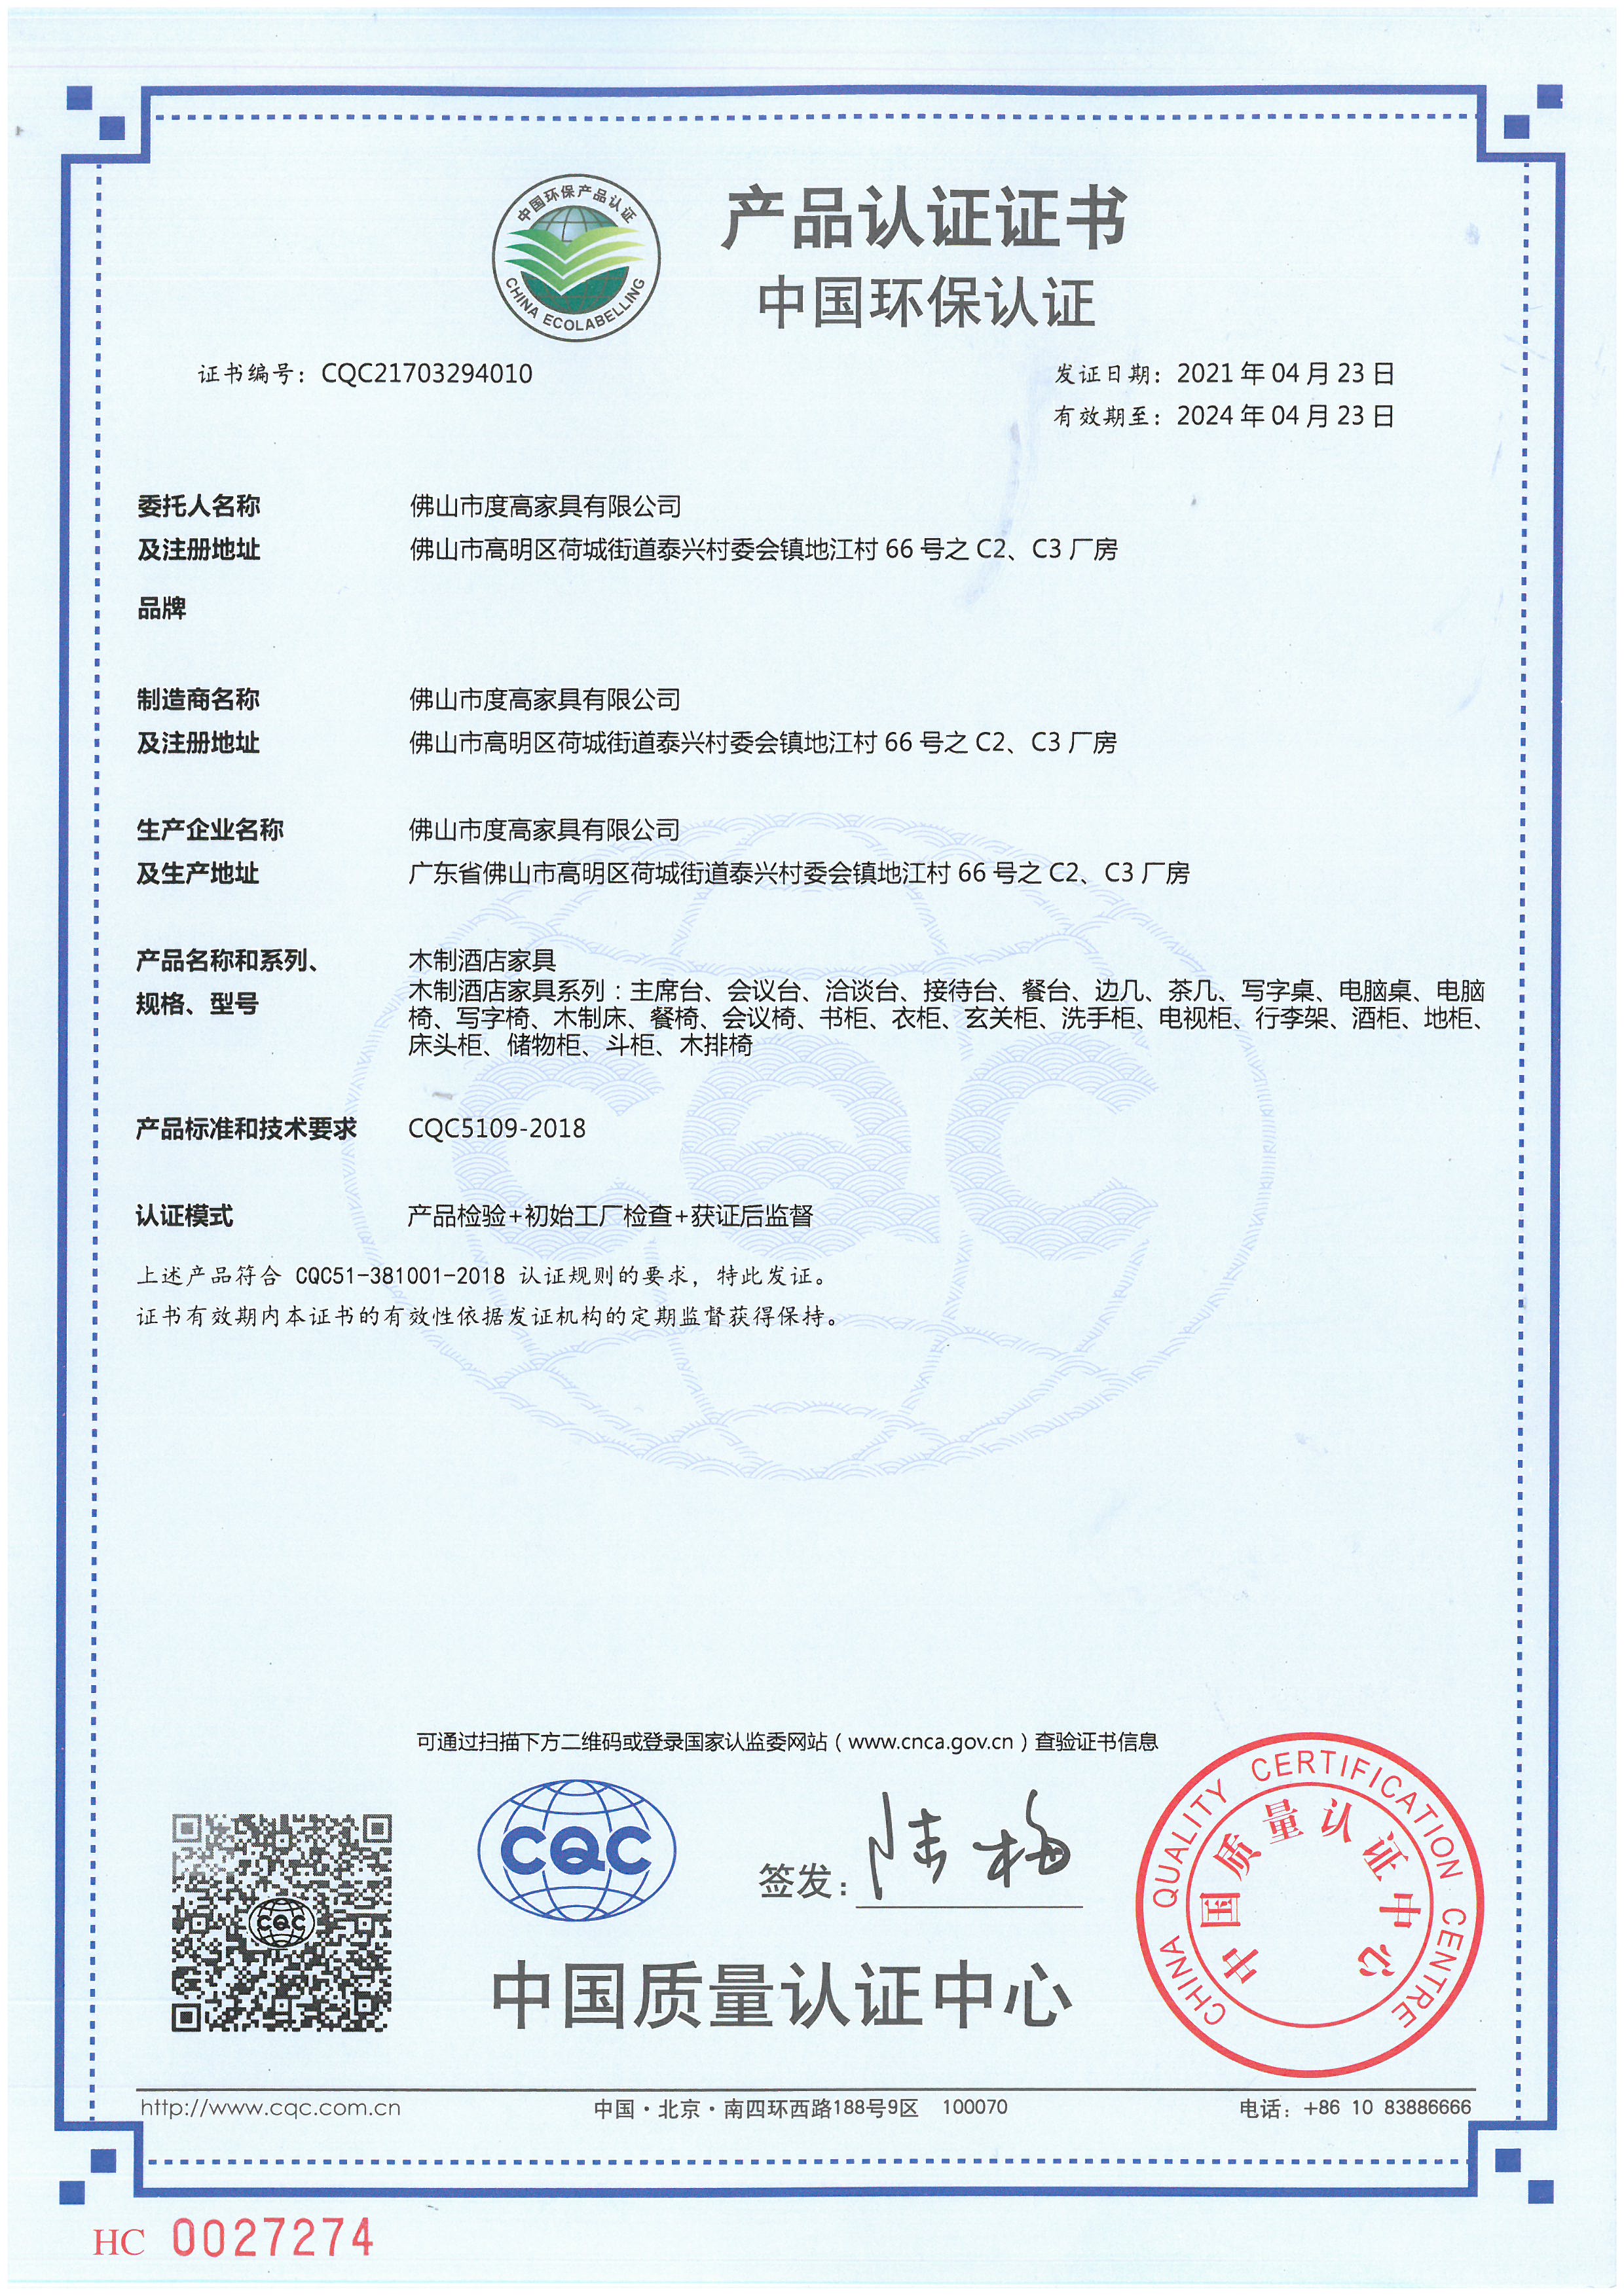 中国环保产品认证
CHINA ECOLABELLING
产品认证证书
中国环保认证
证书编号：CQC21703294010
发证日期：2021 年 04 月 23 日
有效期至：2024 年 04 月 23 日
委托人名称 佛山市度高家具有限公司
及注册地址 佛山市高明区荷城街道泰兴村委会镇地江村 66 号之 C2、C3 厂房
品牌
制造商名称 佛山市度高家具有限公司
及注册地址 佛山市高明区荷城街道泰兴村委会镇地江村 66 号之 C2、C3 厂房
生产企业名称 佛山市度高家具有限公司
及生产地址 广东省佛山市高明区荷城街道泰兴村委会镇地江村 66 号之 C2、C3 厂房
产品名称和系列、 木制酒店家具
规格、型号 木制酒店家具系列：主席台、会议台、洽谈台、接待台、餐台、边几、茶几、写字桌、电脑桌、电脑
椅、写字椅、木制床、餐椅、会议椅、书柜、衣柜、玄关柜、洗手柜、电视柜、行李架、酒柜、地柜、
床头柜、储物柜、斗柜、木排椅
产品标准和技术要求 CQC5109-2018
认证模式 产品检验+初始工厂检查+获证后监督
上述产品符合 CQC51-381001-2018 认证规则的要求，特此发证。
证书有效期内本证书的有效性依据发证机构的定期监督获得保持。
CQC
可通过扫描下方二维码或登录国家认监委网站（www.cnca.gov.cn）查验证书信息
CQC
CQC
签发：陆梅
中国质量认证中心
CHINA QUALITY CERTIFICATION CENTRE
中国质量认证中心
http://www.cqc.com.cn 中国·北京·南四环西路188号9区 100070 电话：+86 10 83886666
HC 0027274